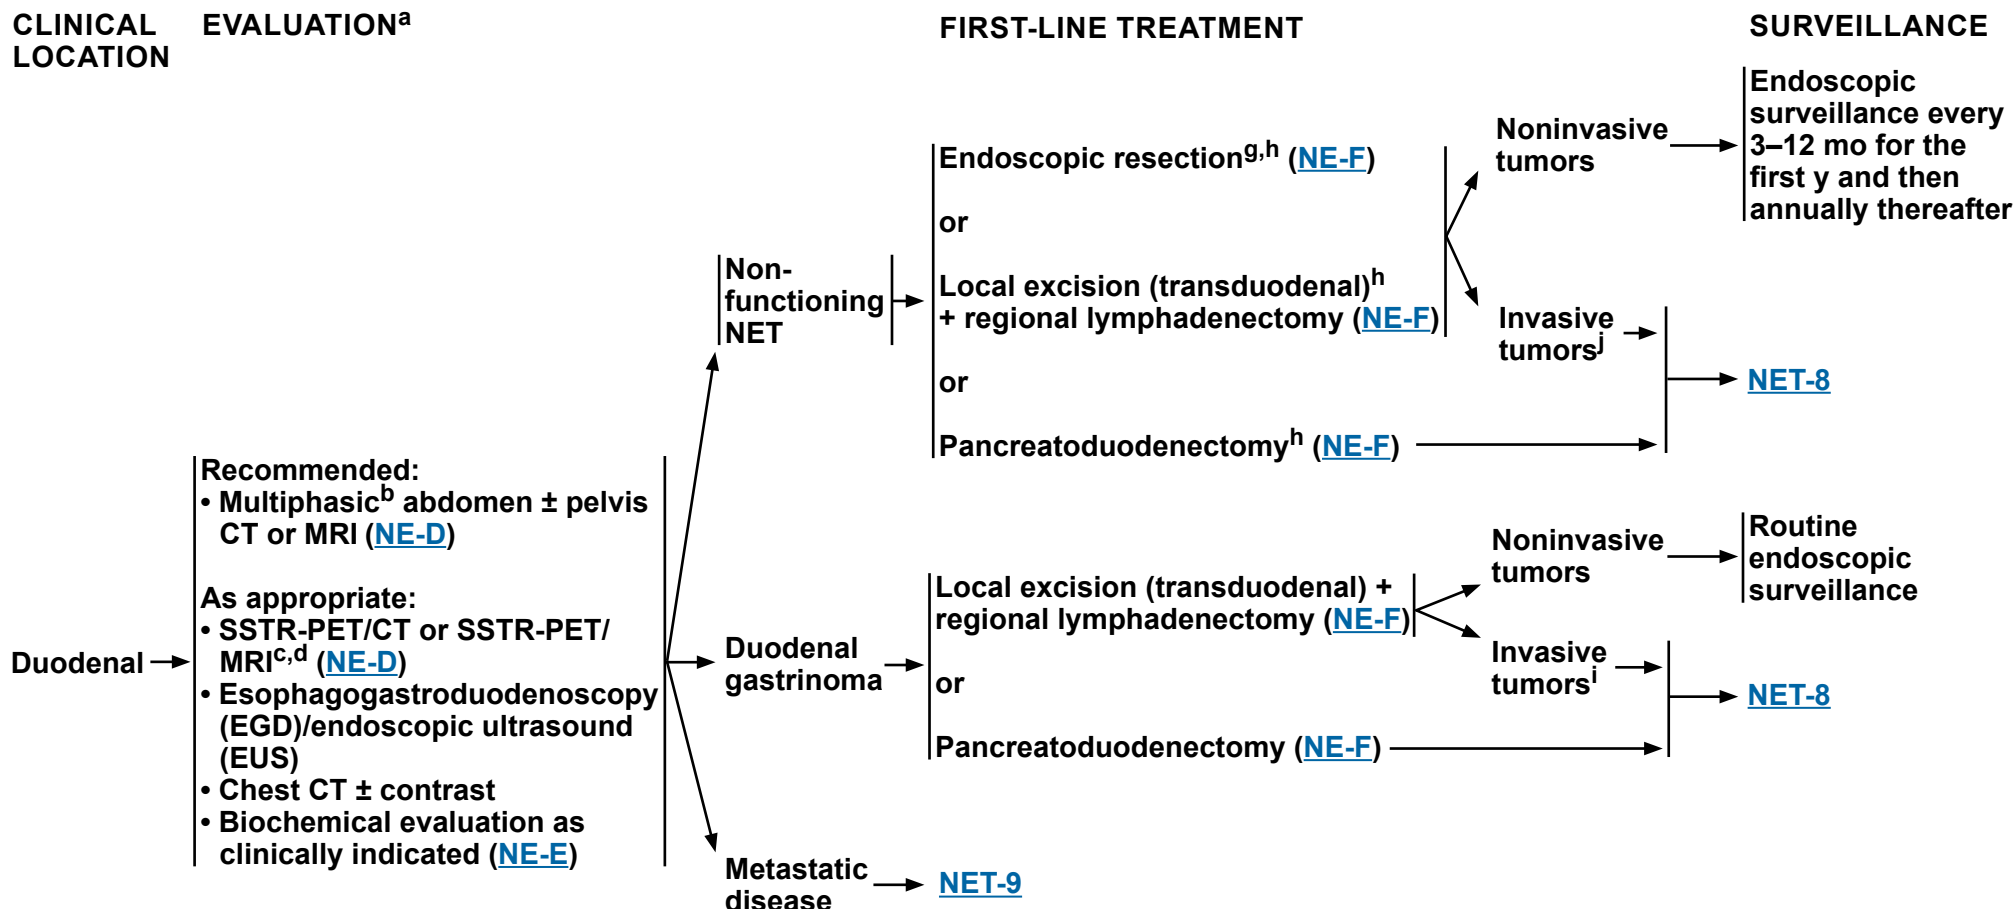 CLINICAL
LOCATION
EVALUATIONa
FIRST-LINE TREATMENT
SURVEILLANCE
Duodenal
Recommended:
• Multiphasicb abdomen ± pelvis
CT or MRI (NE-D)
As appropriate:
• SSTR-PET/CT or SSTR-PET/
MRIc,d (NE-D)
• Esophagogastroduodenoscopy
(EGD)/endoscopic ultrasound
(EUS)
• Chest CT ± contrast
• Biochemical evaluation as
clinically indicated (NE-E)
Non-
functioning
NET
Endoscopic resectiong,h (NE-F)
or
Local excision (transduodenal)h
+ regional lymphadenectomy (NE-F)
or
Pancreatoduodenectomyh (NE-F)
Noninvasive
tumors
Endoscopic
surveillance every
3–12 mo for the
first y and then
annually thereafter
Invasive
tumorsj
NET-8
Duodenal
gastrinoma
Local excision (transduodenal) +
regional lymphadenectomy (NE-F)
or
Pancreatoduodenectomy (NE-F)
Noninvasive
tumors
Routine
endoscopic
surveillance
Invasive
tumorsi
NET-8
Metastatic
disease
NET-9